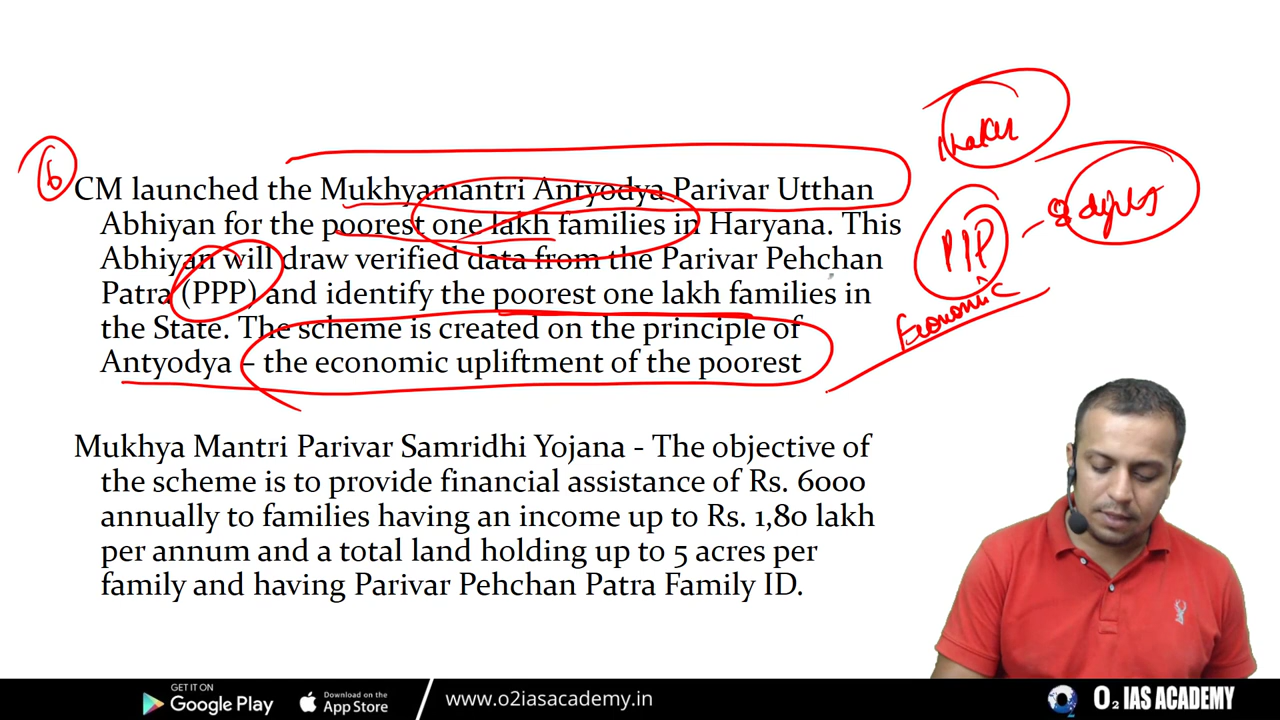 6
CM launched the Mukhyamantri Antyodya Parivar Utthan
Abhiyan for the poorest one lakh families in Haryana. This
Abhiyan will draw verified data from the Parivar Pehchan
Patra (PPP) and identify the poorest one lakh families in
the State. The scheme is created on the principle of
Antyodya – the economic upliftment of the poorest
PPP
Economic
Mukhya Mantri Parivar Samridhi Yojana - The objective of
the scheme is to provide financial assistance of Rs. 6000
annually to families having an income up to Rs. 1,80 lakh
per annum and a total land holding up to 5 acres per
family and having Parivar Pehchan Patra Family ID.
GET IT ON
Google Play
Download on the
App Store
www.o2iasacademy.in
O2 IAS ACADEMY